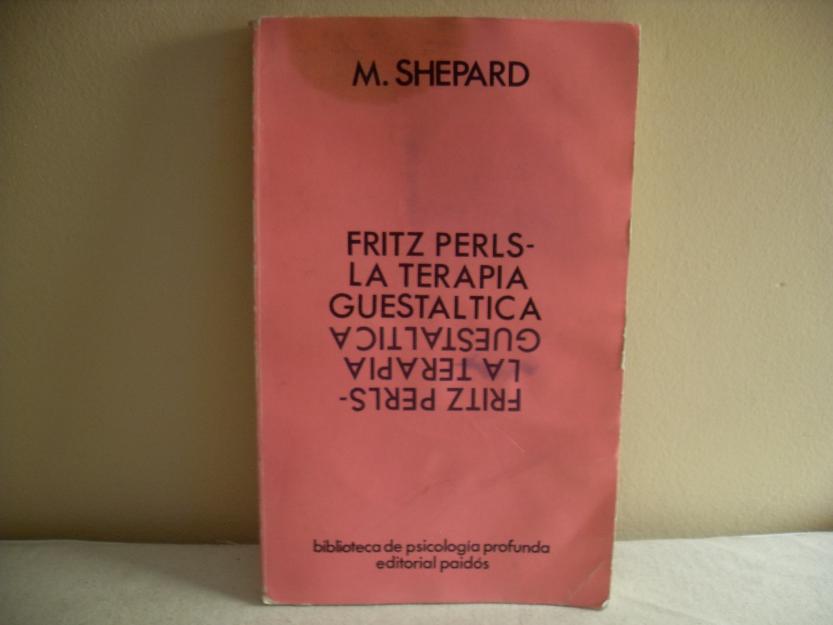 M. SHEPARD
FRITZ PERLS-
LA TERAPIA
GUESTALTICA
GUESTALTICA
LA TERAPIA
FRITZ PERLS-
biblioteca de psicología profunda
editorial paidós